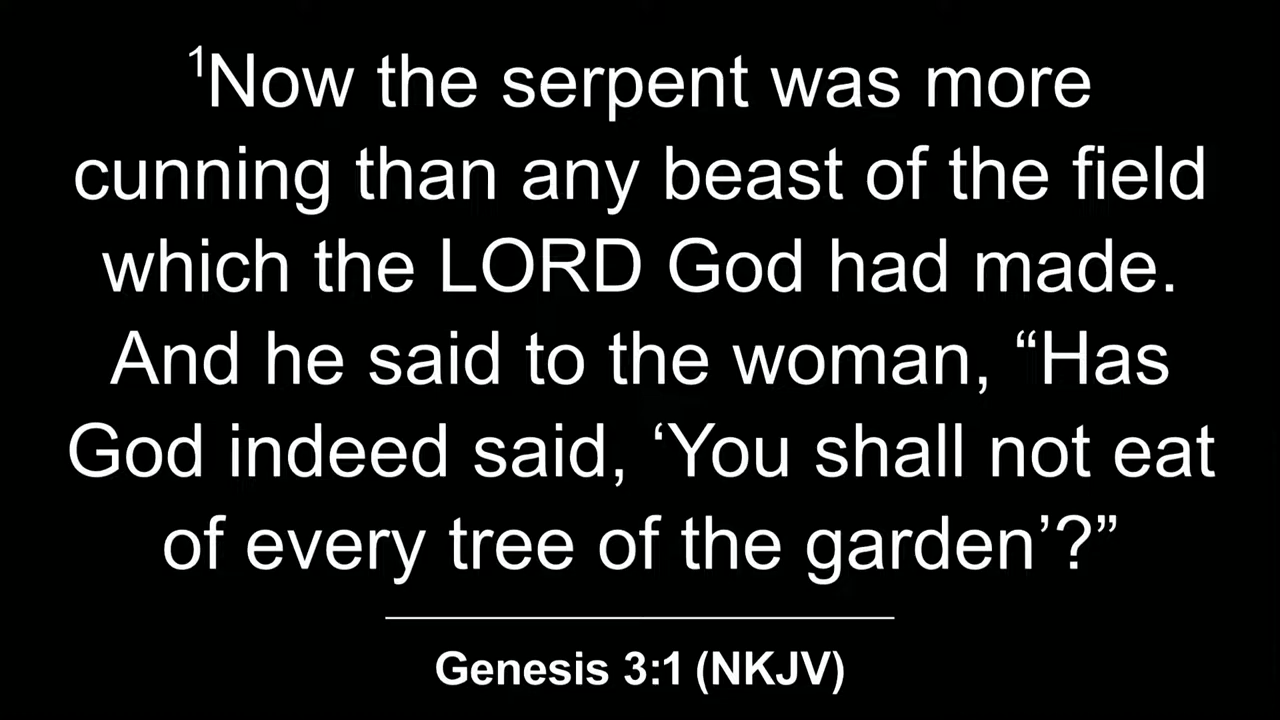 ¹Now the serpent was more
cunning than any beast of the field
which the LORD God had made.
And he said to the woman, “Has
God indeed said, ‘You shall not eat
of every tree of the garden’?”
Genesis 3:1 (NKJV)